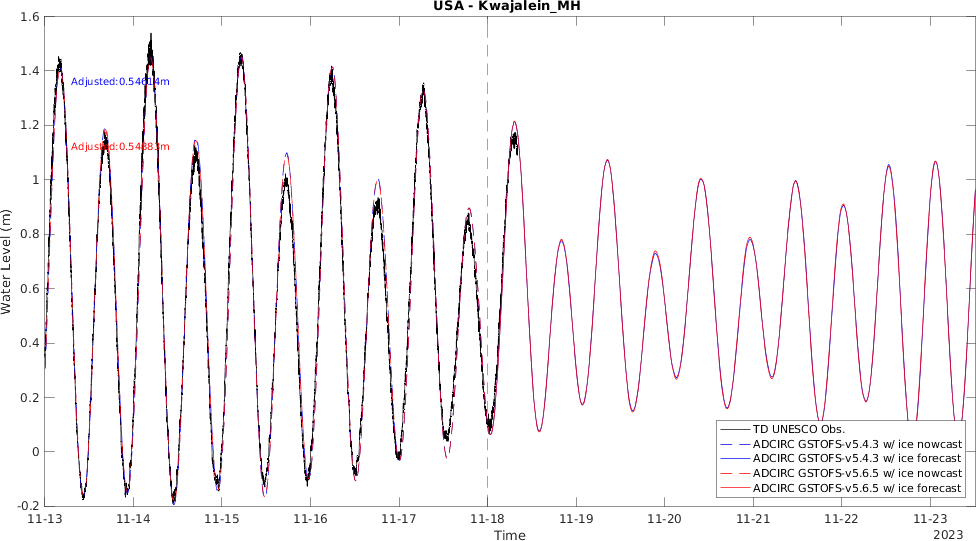 USA - Kwajalein_MH
1.6
1.4
1.2
1
0.8
0.6
0.4
0.2
0
-0.2
Water Level (m)
Adjusted:0.54614m
Adjusted:0.54883m
TD UNESCO Obs.
ADCIRC GSTOFS-v5.4.3 w/ ice nowcast
ADCIRC GSTOFS-v5.4.3 w/ ice forecast
ADCIRC GSTOFS-v5.6.5 w/ ice nowcast
ADCIRC GSTOFS-v5.6.5 w/ ice forecast
11-13 11-14 11-15 11-16 11-17 11-18 11-19 11-20 11-21 11-22 11-23
Time 2023